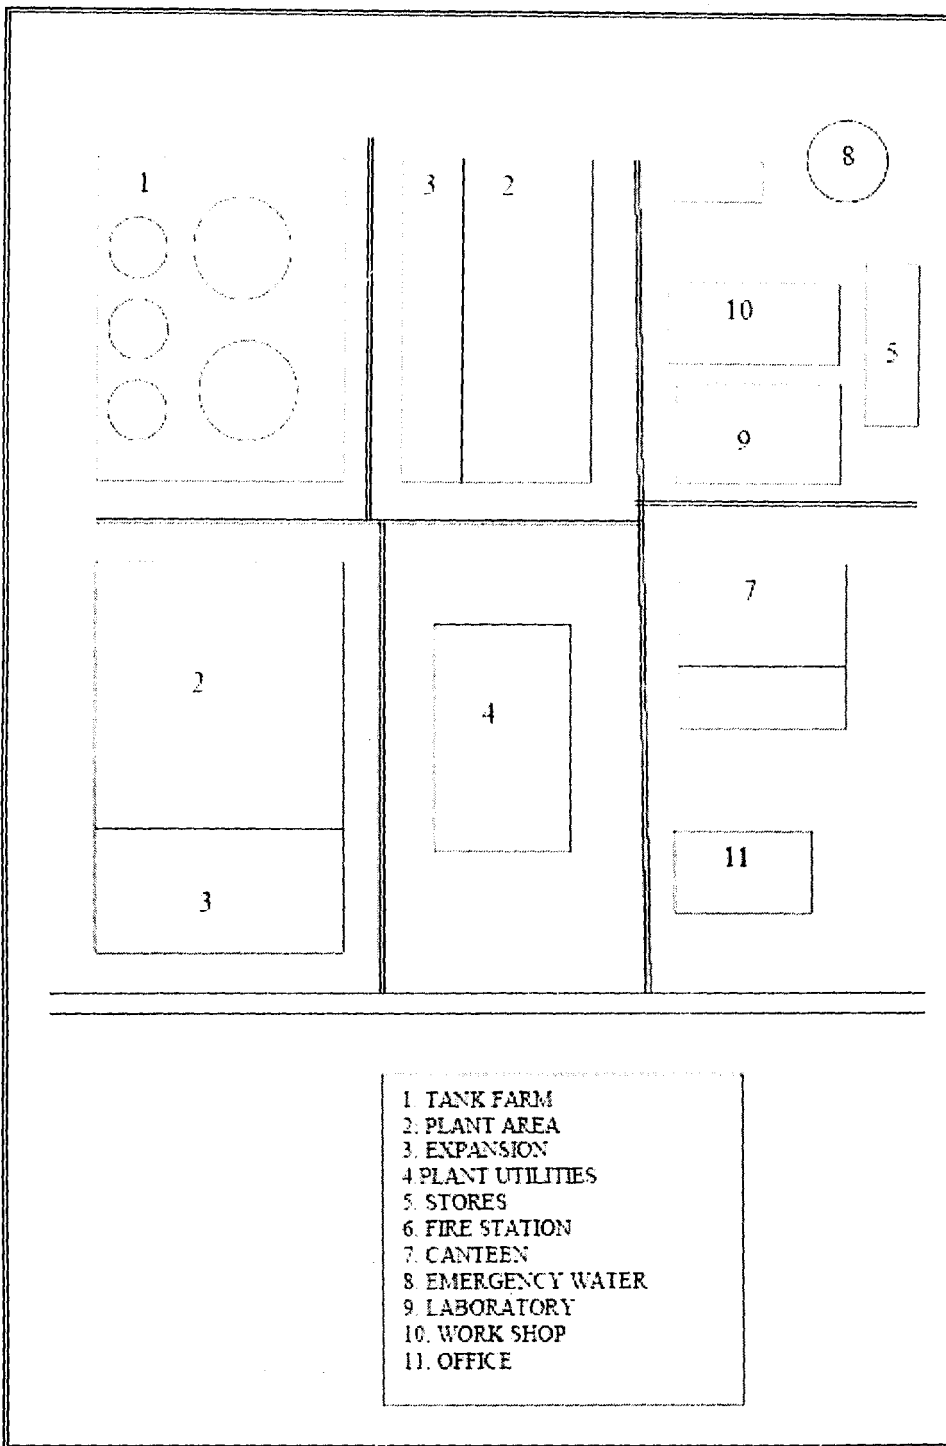 8
1
3 2
10
5
9
7
2
4
11
3
1. TANK FARM
2. PLANT AREA
3. EXPANSION
4.PLANT UTILITIES
5. STORES
6. FIRE STATION
7. CANTEEN
8. EMERGENCY WATER
9. LABORATORY
10. WORK SHOP
11. OFFICE